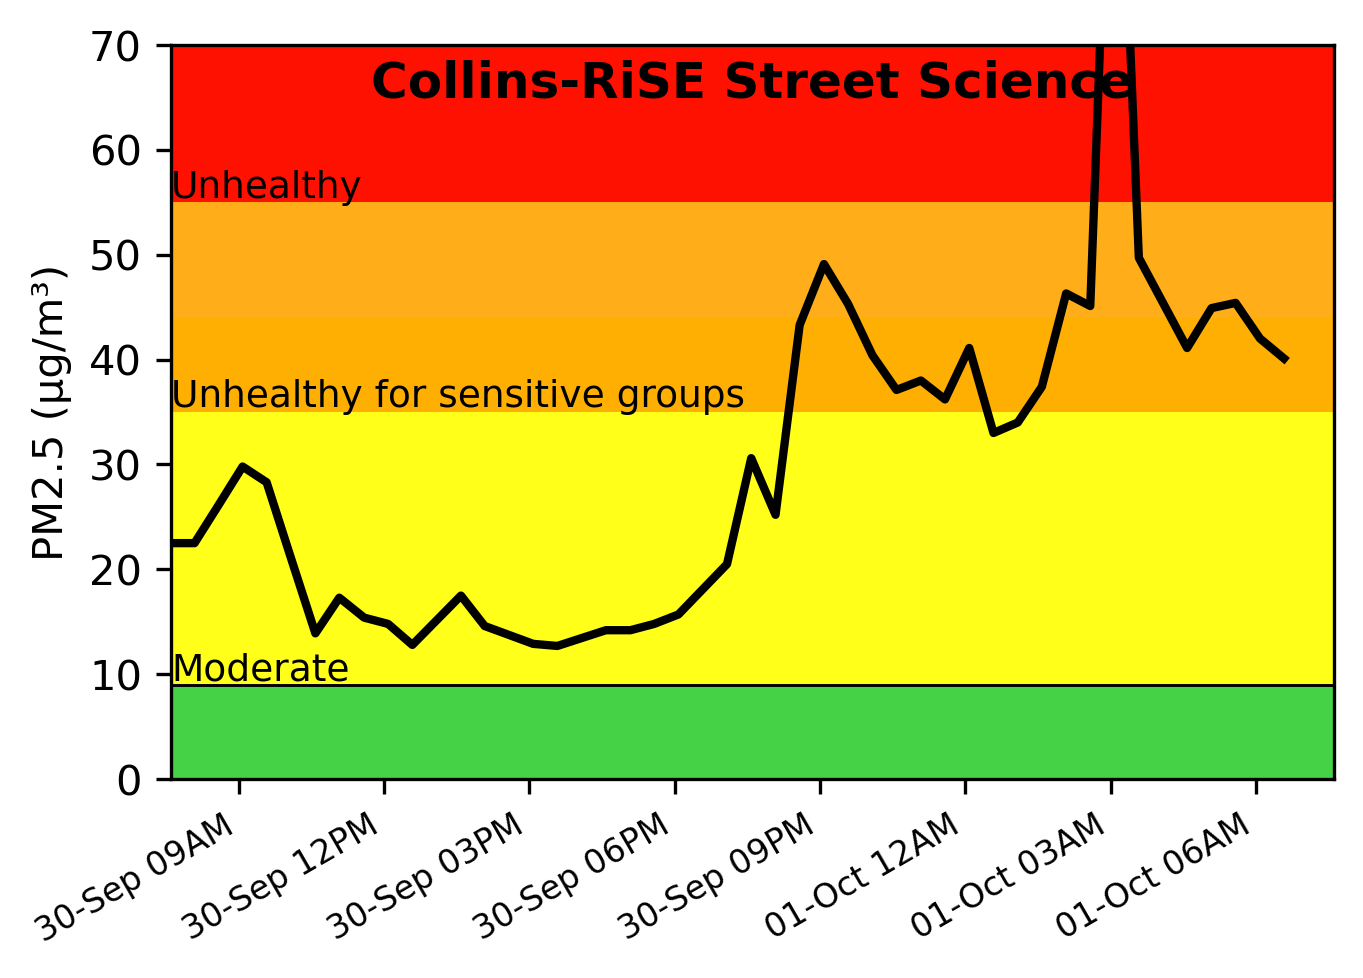 Collins-RiSE Street Science
PM2.5 (µg/m³)
70
60
Unhealthy
50
40
Unhealthy for sensitive groups
30
20
10
Moderate
0
30-Sep 09AM
30-Sep 12PM
30-Sep 03PM
30-Sep 06PM
30-Sep 09PM
01-Oct 12AM
01-Oct 03AM
01-Oct 06AM